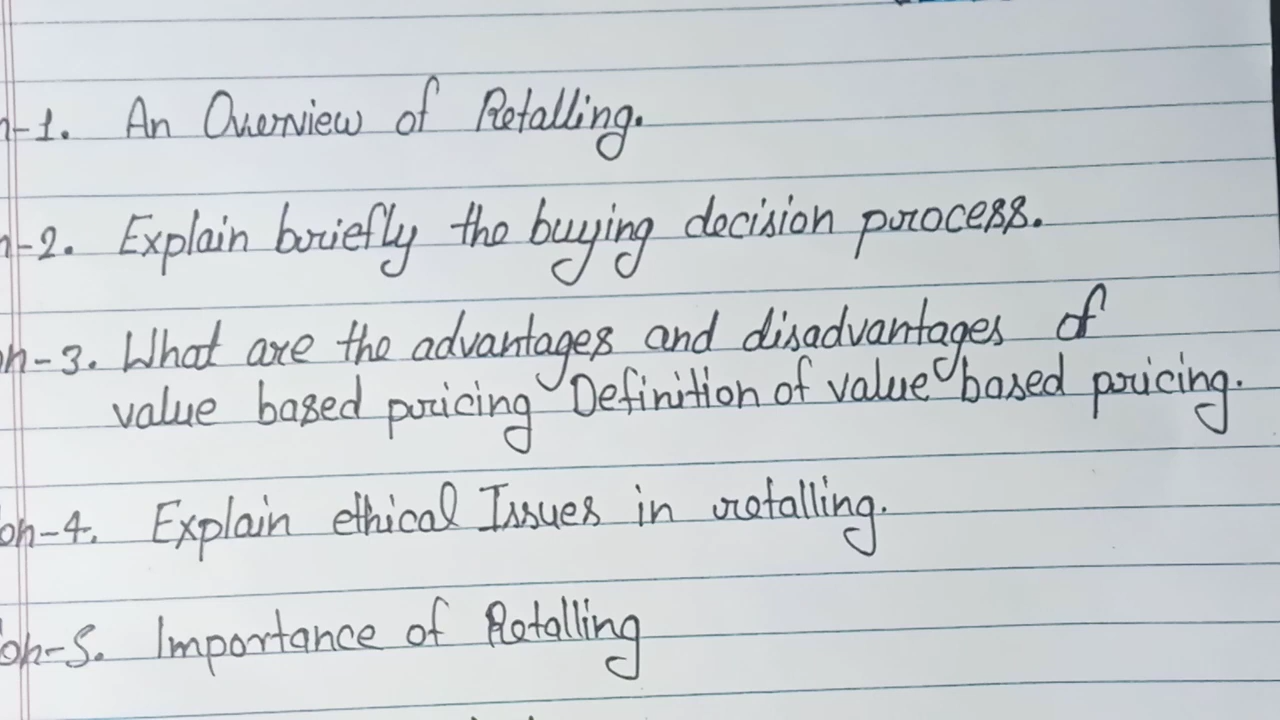 h-1. An Overview of Retalling.
h-2. Explain briefly the buying decision process.
h-3. What are the advantages and disadvantages of
value based pricing Definition of value based pricing.
oh-4. Explain ethical Issues in retalling.
oh-5. Importance of Retalling